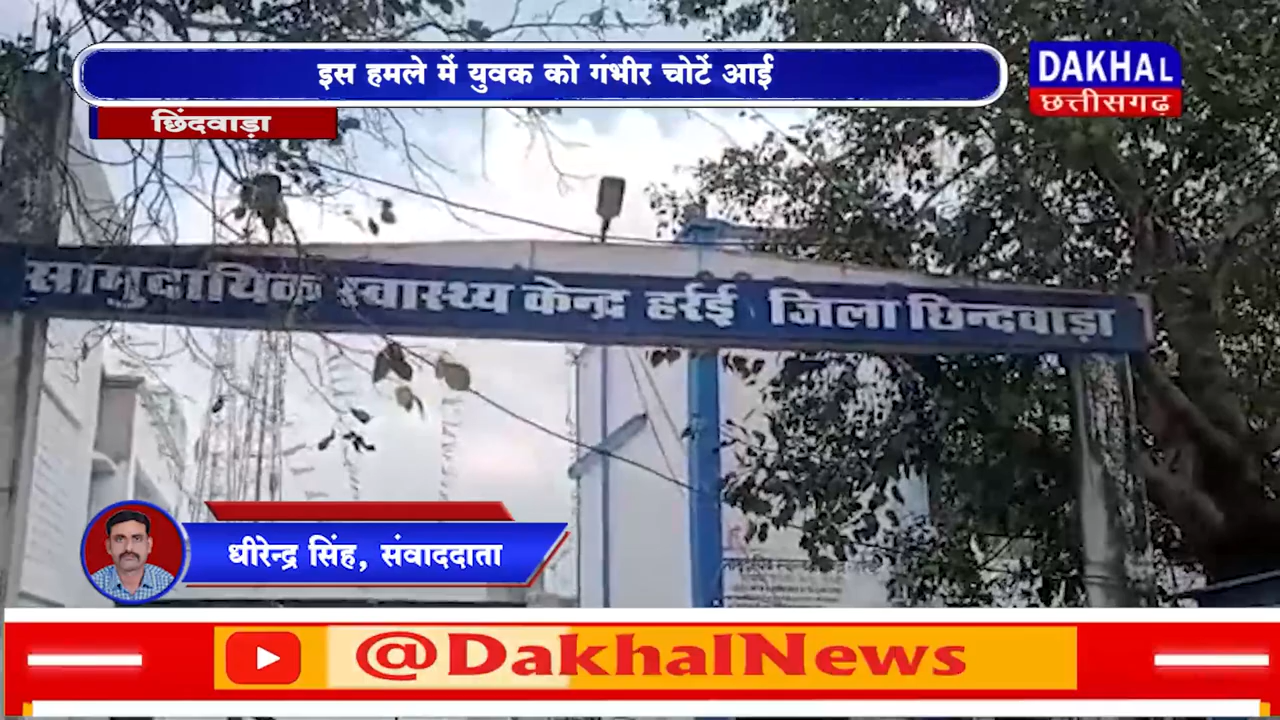 इस हमले में युवक को गंभीर चोटें आई
DAKHAL
छत्तीसगढ़
छिंदवाड़ा
सामुदायिक स्वास्थ्य केन्द्र हर्रई जिला छिन्दवाड़ा
धीरेन्द्र सिंह, संवाददाता
@DakhalNews